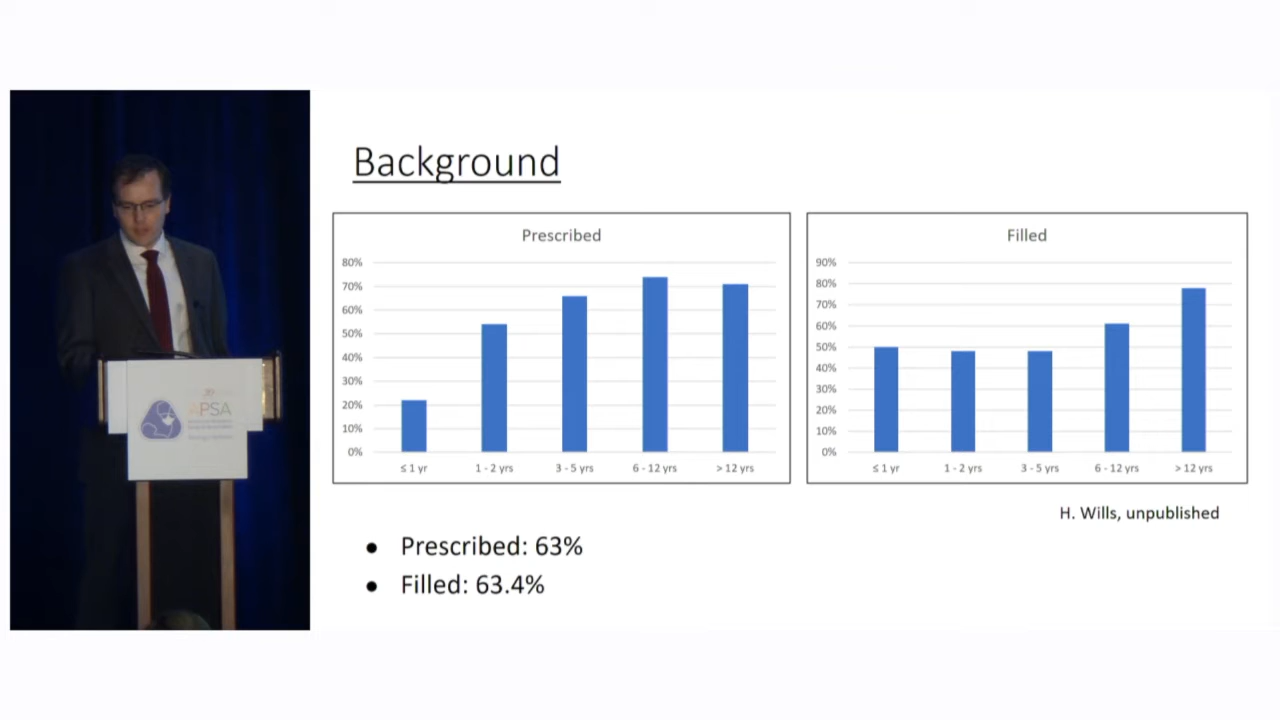 Background
Prescribed
80%
70%
60%
50%
40%
30%
20%
10%
0%
≤ 1 yr
1 - 2 yrs
3 - 5 yrs
6 - 12 yrs
> 12 yrs
Filled
90%
80%
70%
60%
50%
40%
30%
20%
10%
0%
≤ 1 yr
1 - 2 yrs
3 - 5 yrs
6 - 12 yrs
> 12 yrs
H. Wills, unpublished
● Prescribed: 63%
● Filled: 63.4%
APSA